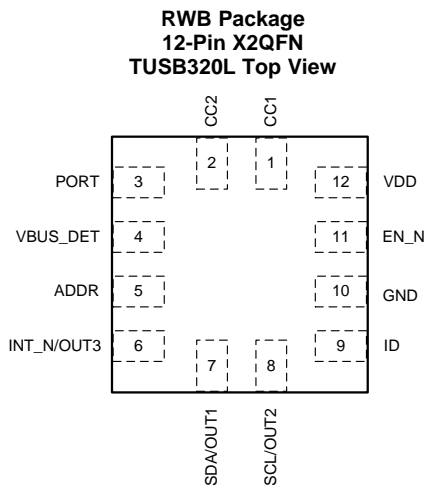 RWB Package
12-Pin X2QFN
TUSB320L Top View
CC2
CC1
2
1
PORT
3
12
VDD
VBUS_DET
4
11
EN_N
ADDR
5
10
GND
INT_N/OUT3
6
9
ID
7
8
SDA/OUT1
SCL/OUT2